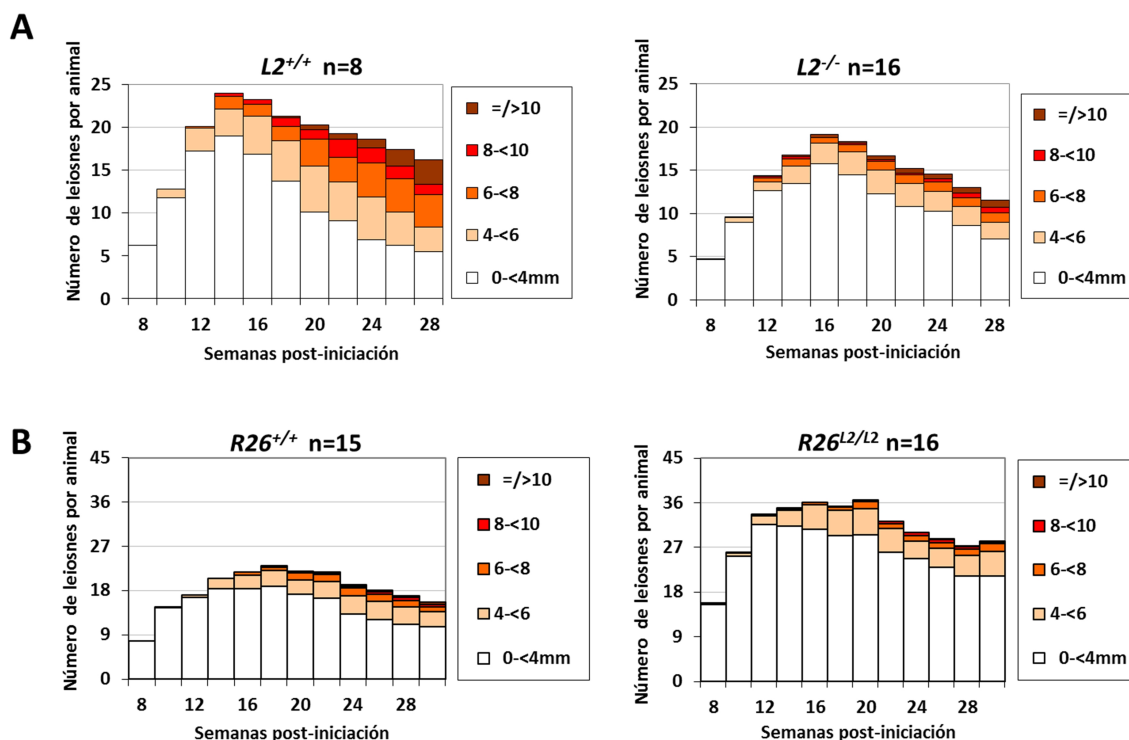 A
L2+/+ n=8
Número de leiosnes por animal
25
20
15
10
5
0
8 12 16 20 24 28
Semanas post-iniciación
=/>10
8-<10
6-<8
4-<6
0-<4mm
L2-/- n=16
Número de leiosnes por animal
25
20
15
10
5
0
8 12 16 20 24 28
Semanas post-iniciación
=/>10
8-<10
6-<8
4-<6
0-<4mm
B
R26+/+ n=15
Número de leiosnes por animal
45
36
27
18
9
0
8 12 16 20 24 28
Semanas post-iniciación
=/>10
8-<10
6-<8
4-<6
0-<4mm
R26L2/L2 n=16
Número de leiosnes por animal
45
36
27
18
9
0
8 12 16 20 24 28
Semanas post-iniciación
=/>10
8-<10
6-<8
4-<6
0-<4mm